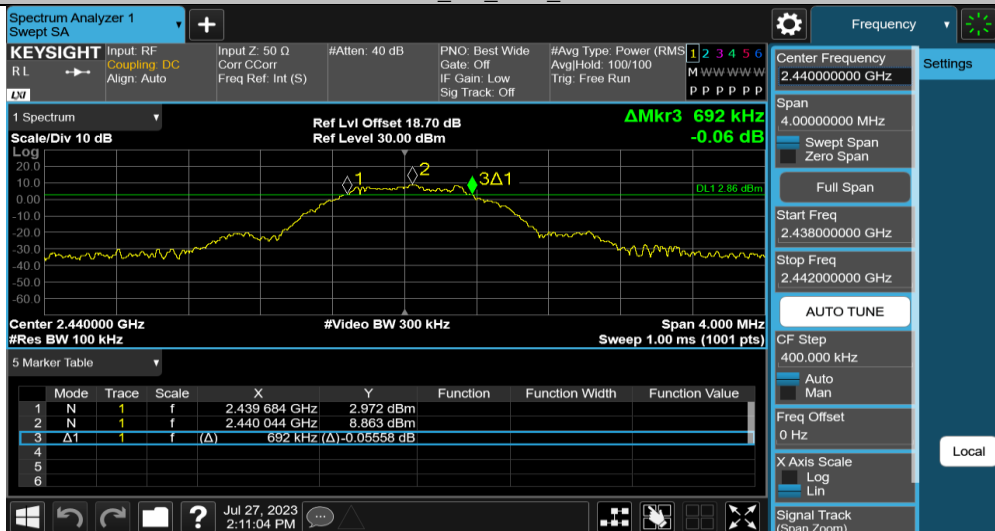 Spectrum Analyzer 1
Swept SA
+
Frequency
KEYSIGHT
R L
LXI
Input: RF
Coupling: DC
Align: Auto
Input Z: 50 Ω
Corr CCorr
Freq Ref: Int (S)
#Atten: 40 dB
PNO: Best Wide
Gate: Off
IF Gain: Low
Sig Track: Off
#Avg Type: Power (RMS
Avg|Hold: 100/100
Trig: Free Run
1 2 3 4 5 6
M W W W W W
P P P P P P
1 Spectrum
Scale/Div 10 dB
Ref Lvl Offset 18.70 dB
Ref Level 30.00 dBm
ΔMkr3 692 kHz
-0.06 dB
Log
20.0
10.0
0.00
-10.0
-20.0
-30.0
-40.0
-50.0
-60.0
1
2
3Δ1
DL1 2.86 dBm
Center 2.440000 GHz
#Video BW 300 kHz
Span 4.000 MHz
#Res BW 100 kHz
Sweep 1.00 ms (1001 pts)
5 Marker Table
Mode Trace Scale X Y Function Function Width Function Value
1 N 1 f 2.439 684 GHz 2.972 dBm
2 N 1 f 2.440 044 GHz 8.863 dBm
3 Δ1 1 f (Δ) 692 kHz (Δ) -0.05558 dB
4
5
6
?
Jul 27, 2023
2:11:04 PM
Center Frequency
2.440000000 GHz
Settings
Span
4.00000000 MHz
Swept Span
Zero Span
Full Span
Start Freq
2.438000000 GHz
Stop Freq
2.442000000 GHz
AUTO TUNE
CF Step
400.000 kHz
Auto
Man
Freq Offset
0 Hz
Local
X Axis Scale
Log
Lin
Signal Track
(Span Zoom)